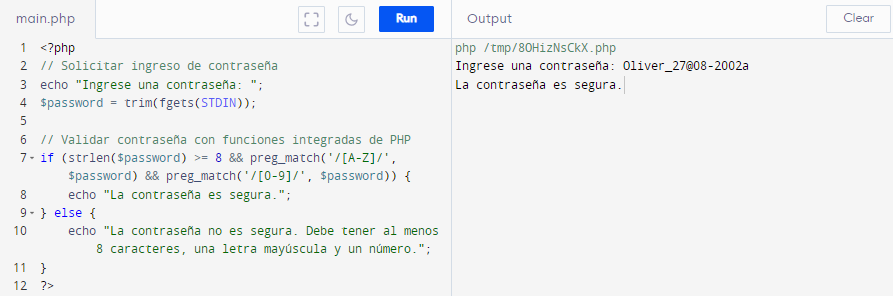 main.php
Run
Output
Clear
1 <?php
2 // Solicitar ingreso de contraseña
3 echo "Ingrese una contraseña: ";
4 $password = trim(fgets(STDIN));
5
6 // Validar contraseña con funciones integradas de PHP
7 if (strlen($password) >= 8 && preg_match('/[A-Z]/',
$password) && preg_match('/[0-9]/', $password)) {
8 echo "La contraseña es segura.";
9 } else {
10 echo "La contraseña no es segura. Debe tener al menos
8 caracteres, una letra mayúscula y un número.";
11 }
12 ?>
php /tmp/8OHizNsCkX.php
Ingrese una contraseña: Oliver_27@08-2002a
La contraseña es segura.